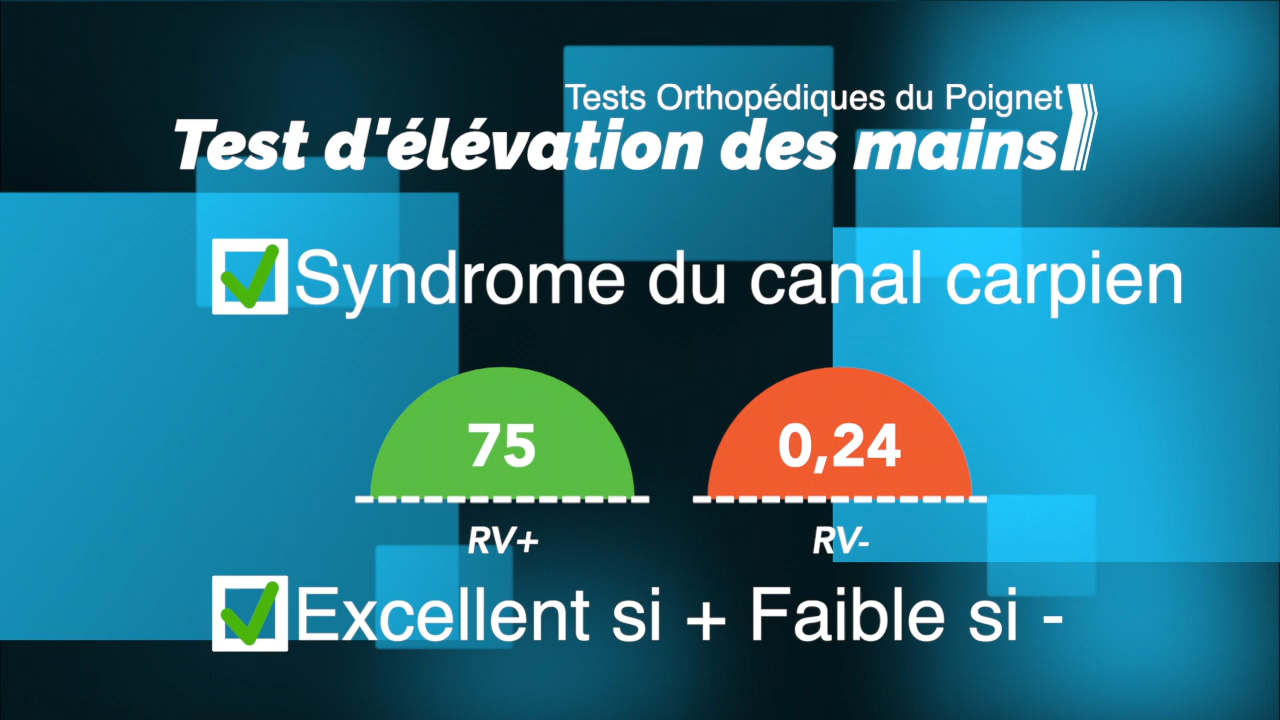 Tests Orthopédiques du Poignet
Test d'élévation des mains
Syndrome du canal carpien
75
0,24
RV+
RV-
Excellent si + Faible si -